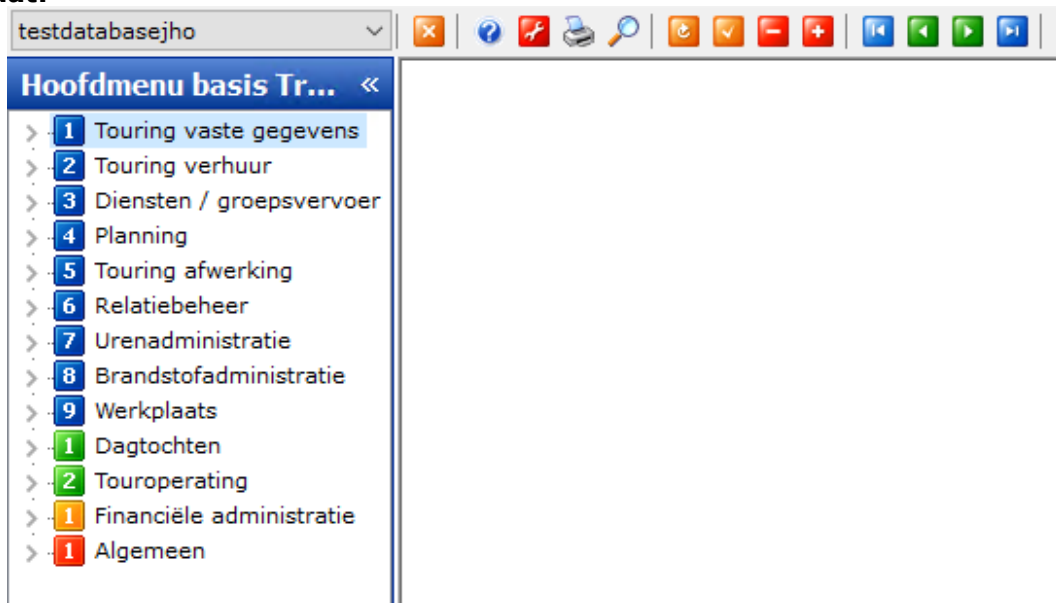 testdatabasejho
Hoofdmenu basis Tr... «
1 Touring vaste gegevens
2 Touring verhuur
3 Diensten / groepsvervoer
4 Planning
5 Touring afwerking
6 Relatiebeheer
7 Urenadministratie
8 Brandstofadministratie
9 Werkplaats
1 Dagtochten
2 Touroperating
1 Financiële administratie
1 Algemeen